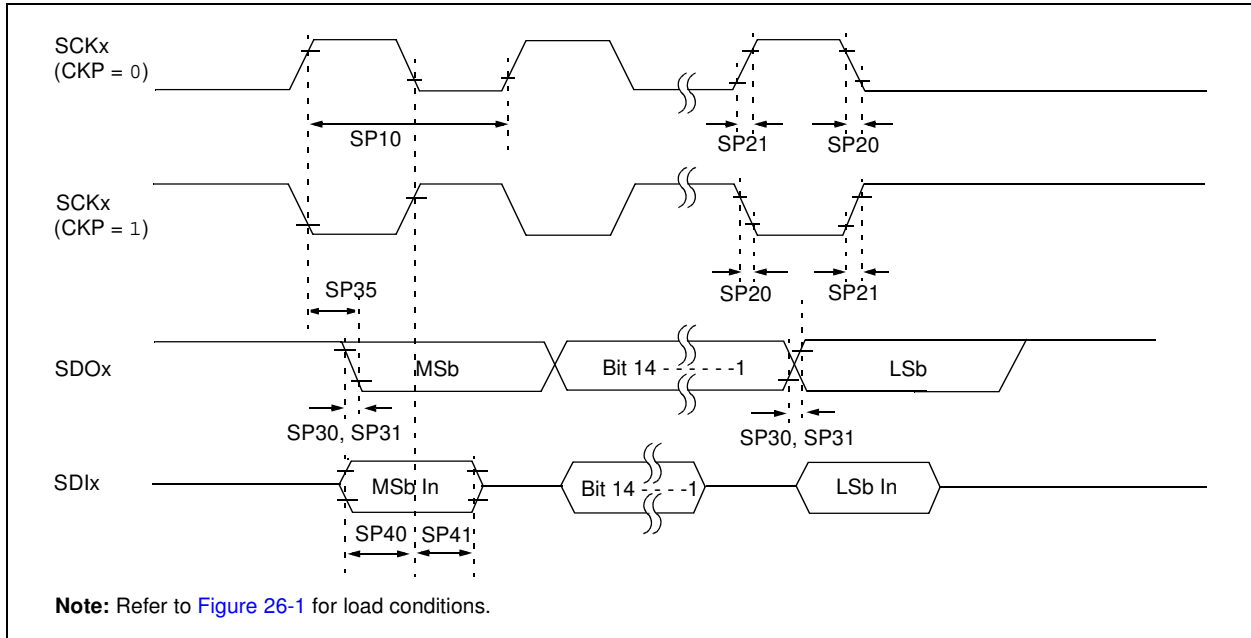 SCKx
(CKP = 0)
SP10
SP21
SP20
SCKx
(CKP = 1)
SP35
SP20
SP21
SDOx
MSb
Bit 14 - - - - - -1
LSb
SP30, SP31
SP30, SP31
SDIx
MSb In
Bit 14 - - - -1
LSb In
SP40
SP41
Note: Refer to Figure 26-1 for load conditions.